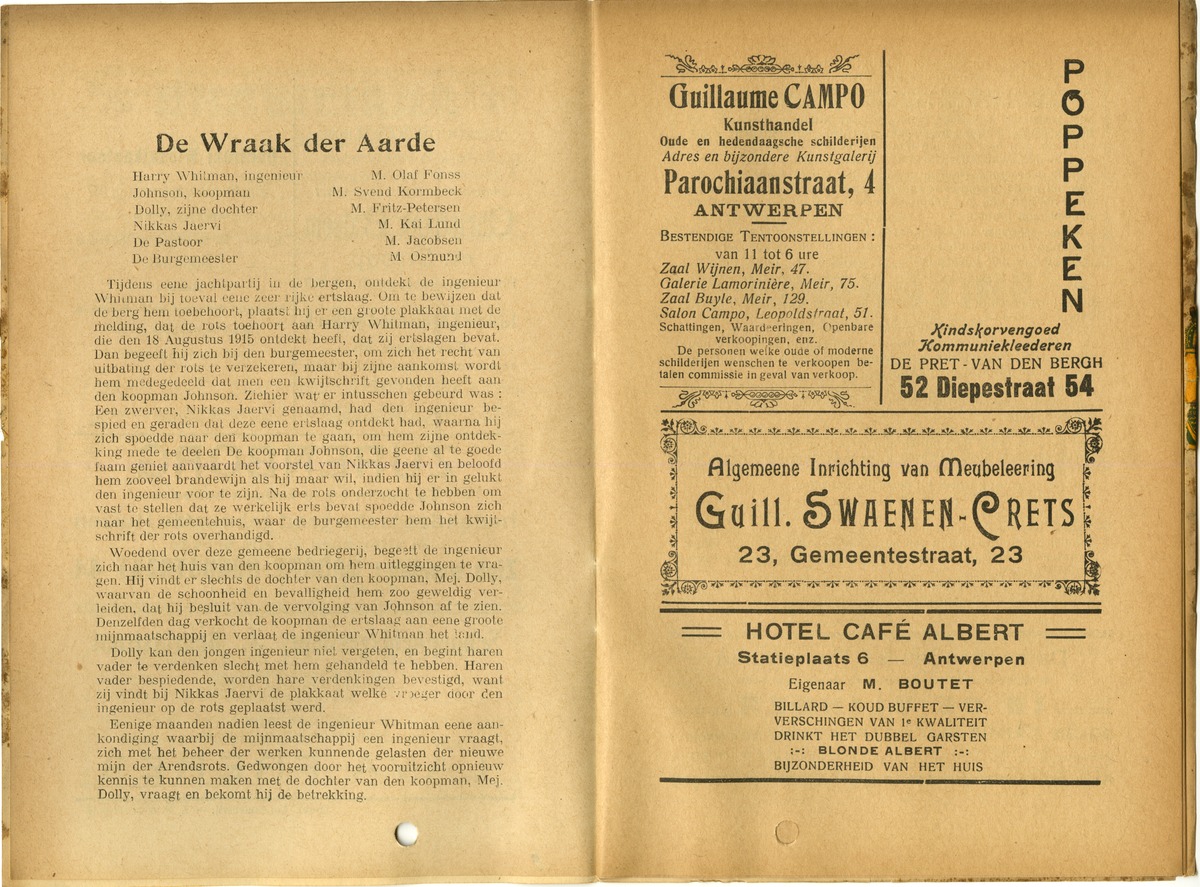 De Wraak der Aarde
Harry Whitman, ingenieur M. Olaf Fonss
Johnson, koopman M. Svend Kormbeck
Dolly, zijne dochter M. Fritz-Petersen
Nikkas Jaervi M. Kai Lund
De Pastoor M. Jacobsen
De Burgemeester M. Osmund
Tijdens eene jachtpartij in de bergen, ontdekt de ingenieur
Whitman bij toeval eene zeer rijke ertslaag. Om te bewijzen dat
de berg hem toebehoort, plaatst hij er een groote plakkaat met de
melding, dat de rots toehoort aan Harry Whitman, ingenieur,
die den 18 Augustus 1915 ontdekt heeft, dat zij ertslagen bevat.
Dan begeeft hij zich bij den burgemeester, om zich het recht van
uitbating der rots te verzekeren, maar bij zijne aankomst wordt
hem medegedeeld dat men een kwijtschrift gevonden heeft aan
den koopman Johnson. Ziehier wat er intusschen gebeurd was :
Een zwerver, Nikkas Jaervi genaamd, had den ingenieur be-
spied en geraden dat deze eene ertslaag ontdekt had, waarna hij
zich spoedde naar den koopman te gaan, om hem zijne ontdek-
king mede te deelen De koopman Johnson, die geene al te goede
faam geniet aanvaardt het voorstel van Nikkas Jaervi en beloofd
hem zooveel brandewijn als hij maar wil, indien hij er in gelukt
den ingenieur voor te zijn. Na de rots onderzocht te hebben om
vast te stellen dat ze werkelijk erts bevat spoedde Johnson zich
naar het gemeentehuis, waar de burgemeester hem het kwijt-
schrift der rots overhandigd.
Woedend over deze gemeene bedriegerij, begeeft de ingenieur
zich naar het huis van den koopman om hem uitleggingen te vra-
gen. Hij vindt er slechts de dochter van den koopman, Mej. Dolly,
waarvan de schoonheid en bevalligheid hem zoo geweldig ver-
leiden, dat hij besluit van de vervolging van Johnson af te zien.
Denzelfden dag verkocht de koopman de ertslaag aan eene groote
mijnmaatschappij en verlaat de ingenieur Whitman het land.
Dolly kan den jongen ingenieur niet vergeten, en begint haren
vader te verdenken slecht met hem gehandeld te hebben. Haren
vader bespiedende, worden hare verdenkingen bevestigd, want
zij vindt bij Nikkas Jaervi de plakkaat welke vroeger door den
ingenieur op de rots geplaatst werd.
Eenige maanden nadien leest de ingenieur Whitman eene aan-
kondiging waarbij de mijnmaatschappij een ingenieur vraagt,
zich met het beheer der werken kunnende gelasten der nieuwe
mijn der Arendsrots. Gedwongen door het vooruitzicht opnieuw
kennis te kunnen maken met de dochter van den koopman, Mej.
Dolly, vraagt en bekomt hij de betrekking.
Guillaume CAMPO
Kunsthandel
Oude en hedendaagsche schilderijen
Adres en bijzondere Kunstgalerij
Parochiaanstraat, 4
ANTWERPEN
BESTENDIGE TENTOONSTELLINGEN :
van 11 tot 6 ure
Zaal Wijnen, Meir, 47.
Galerie Lamorinière, Meir, 75.
Zaal Buyle, Meir, 129.
Salon Campo, Leopoldstraat, 51.
Schattingen, Waardeeringen, Openbare
verkoopingen, enz.
De personen welke oude of moderne
schilderijen wenschen te verkoopen be-
talen commissie in geval van verkoop.
POPPEKEN
Kindskorvengoed
Kommuniekleederen
DE PRET-VAN DEN BERGH
52 Diepestraat 54
Algemeene Inrichting van Meubeleering
Guill. SWAENEN-CRETS
23, Gemeentestraat, 23
HOTEL CAFÉ ALBERT
Statieplaats 6 — Antwerpen
Eigenaar M. BOUTET
BILLARD — KOUD BUFFET — VER-
VERSCHINGEN VAN 1e KWALITEIT
DRINKT HET DUBBEL GARSTEN
:-: BLONDE ALBERT :-:
BIJZONDERHEID VAN HET HUIS